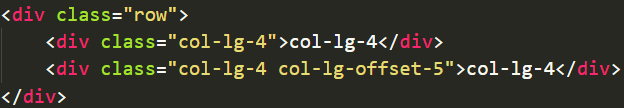 <div class="row">
    <div class="col-lg-4">col-lg-4</div>
    <div class="col-lg-4 col-lg-offset-5">col-lg-4</div>
</div>